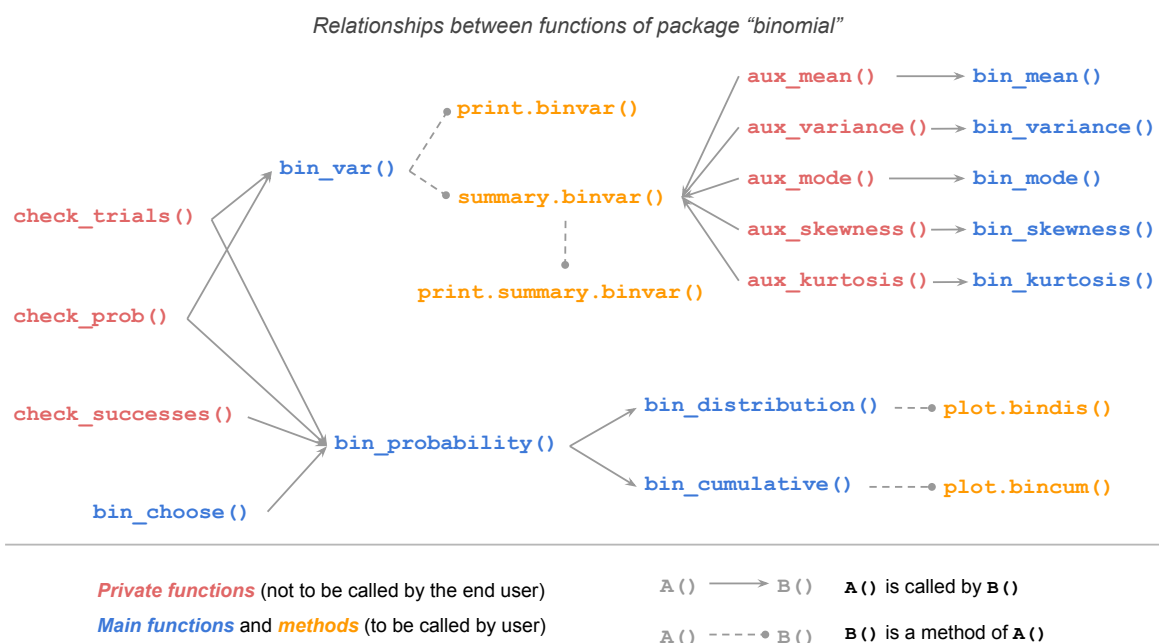 Relationships between functions of package “binomial”
aux_mean() bin_mean()
print.binvar()
aux_variance() bin_variance()
bin_var()
aux_mode() bin_mode()
summary.binvar()
check_trials()
aux_skewness() bin_skewness()
aux_kurtosis() bin_kurtosis()
print.summary.binvar()
check_prob()
check_successes()
bin_distribution() plot.bindis()
bin_probability()
bin_cumulative() plot.bincum()
bin_choose()
Private functions (not to be called by the end user)
A() B() A() is called by B()
Main functions and methods (to be called by user)
A() B() B() is a method of A()